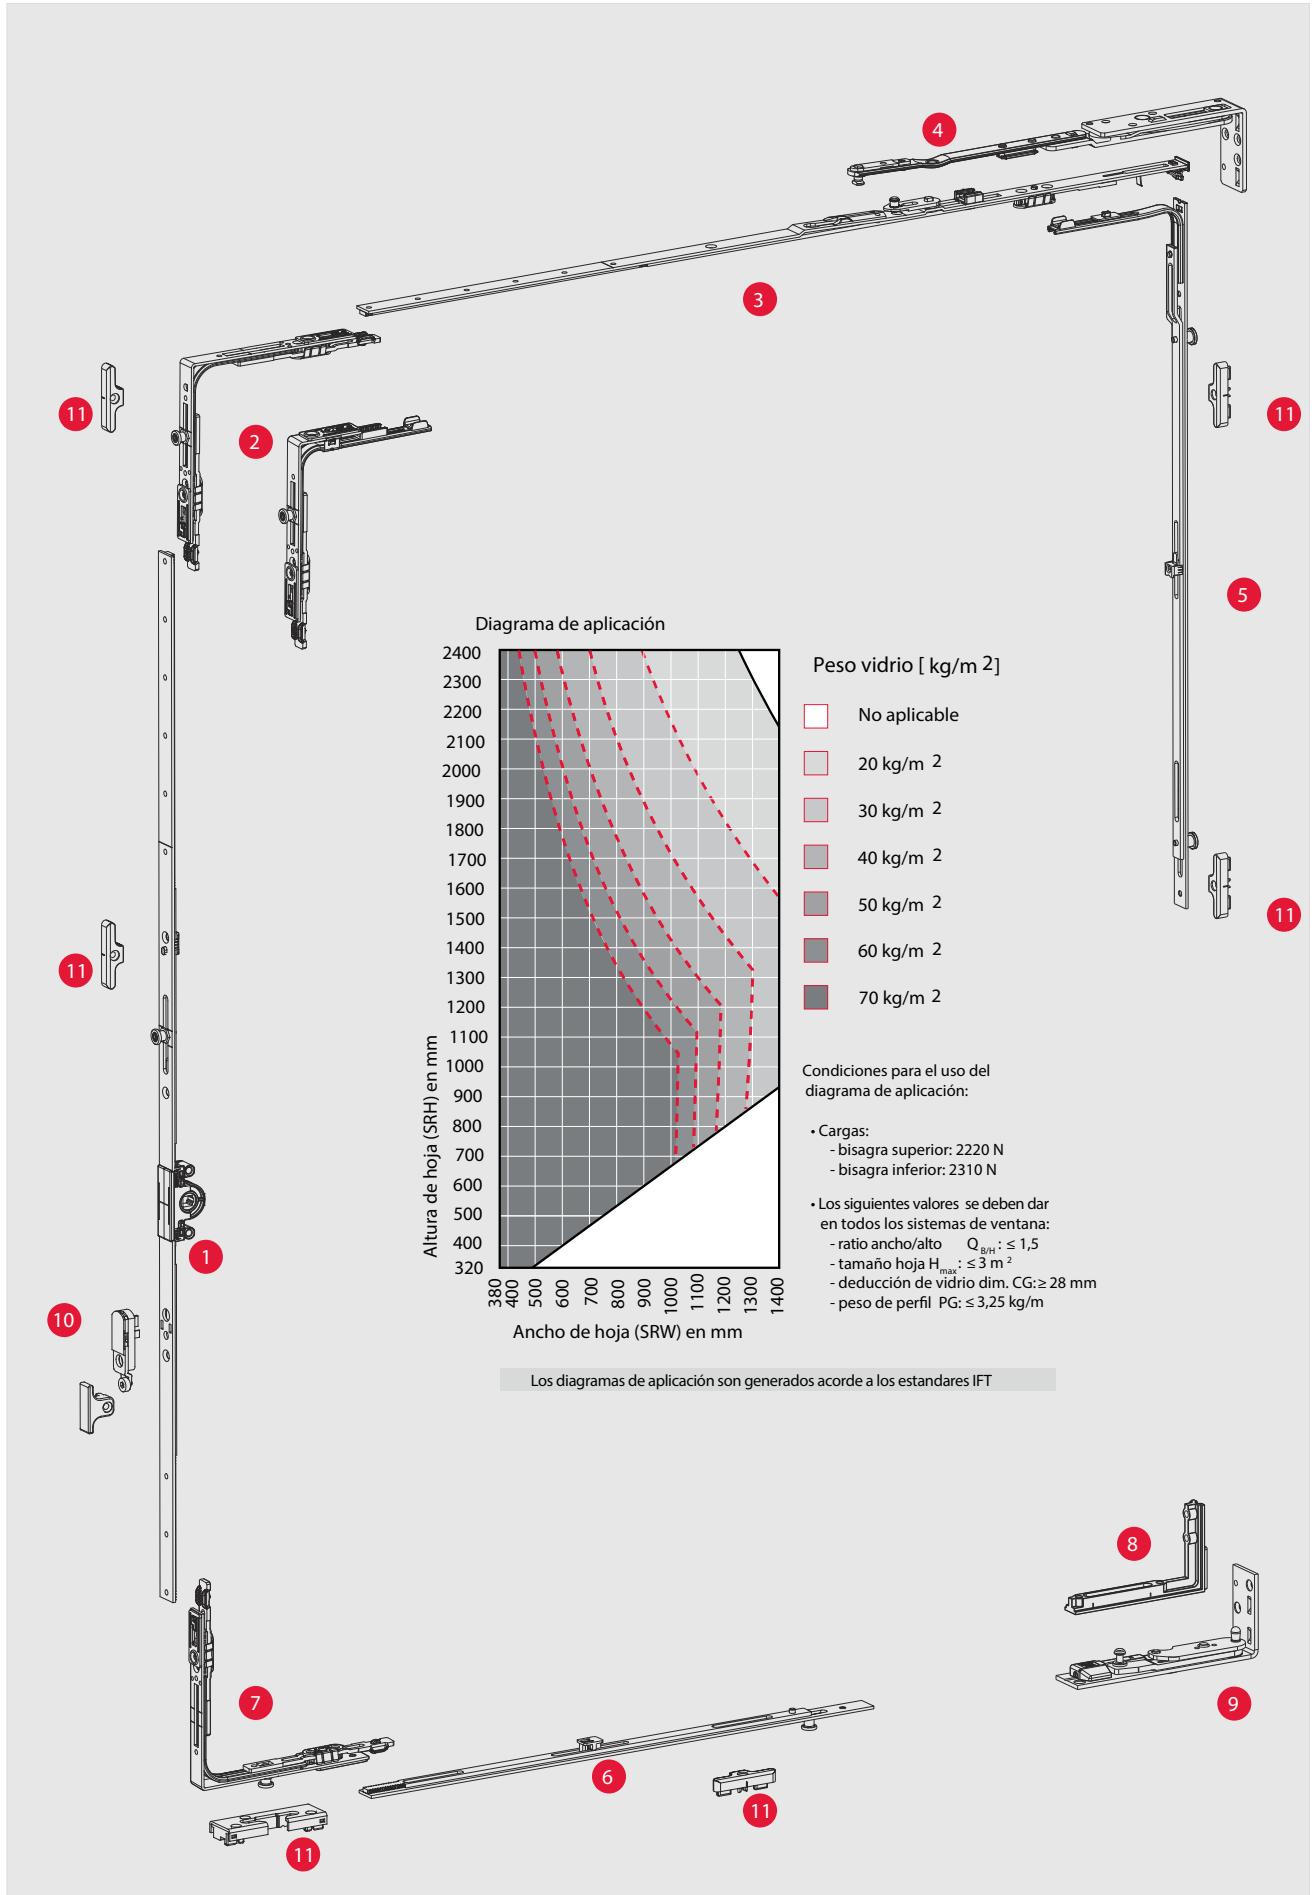 4
3
11
2
11
5
11
11
1
10
8
7
9
6
11
11
Diagrama de aplicación
2400
2300
2200
2100
2000
1900
1800
1700
1600
1500
1400
1300
1200
1100
1000
900
800
700
600
500
400
320
Altura de hoja (SRH) en mm
380 400 500 600 700 800 900 1000 1100 1200 1300 1400
Ancho de hoja (SRW) en mm
Peso vidrio [ kg/m 2]
No aplicable
20 kg/m 2
30 kg/m 2
40 kg/m 2
50 kg/m 2
60 kg/m 2
70 kg/m 2
Condiciones para el uso del
diagrama de aplicación:
• Cargas:
- bisagra superior: 2220 N
- bisagra inferior: 2310 N
• Los siguientes valores se deben dar
en todos los sistemas de ventana:
- ratio ancho/alto Q B/H : ≤ 1,5
- tamaño hoja H max : ≤ 3 m 2
- deducción de vidrio dim. CG: ≥ 28 mm
- peso de perfil PG: ≤ 3,25 kg/m
Los diagramas de aplicación son generados acorde a los estandares IFT